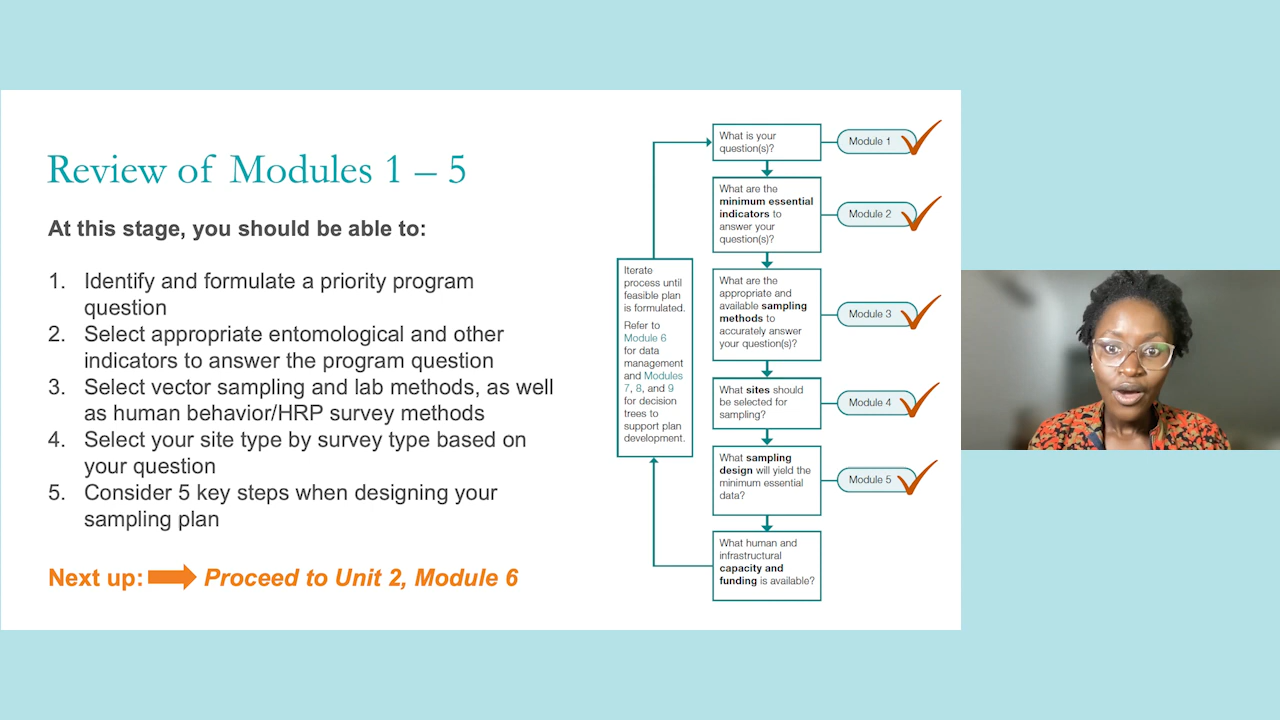 Review of Modules 1 – 5
At this stage, you should be able to:
1. Identify and formulate a priority program
question
2. Select appropriate entomological and other
indicators to answer the program question
3. Select vector sampling and lab methods, as well
as human behavior/HRP survey methods
4. Select your site type by survey type based on
your question
5. Consider 5 key steps when designing your
sampling plan
Next up: Proceed to Unit 2, Module 6
Iterate
process until
feasible plan
is formulated.
Refer to
Module 6
for data
management
and Modules
7, 8, and 9
for decision
trees to
support plan
development.
What is your
question(s)?
Module 1
What are the
minimum essential
indicators to
answer your
question(s)?
Module 2
What are the
appropriate and
available sampling
methods to
accurately answer
your question(s)?
Module 3
What sites should
be selected for
sampling?
Module 4
What sampling
design will yield the
minimum essential
data?
Module 5
What human and
infrastructural
capacity and
funding is available?